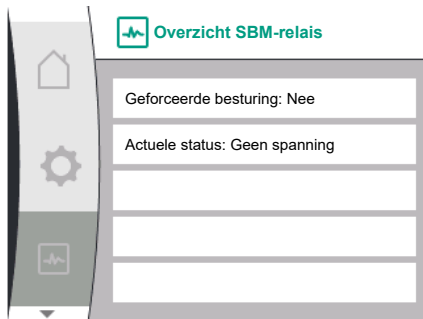 Overzicht SBM-relais
Geforceerde besturing: Nee
Actuele status: Geen spanning